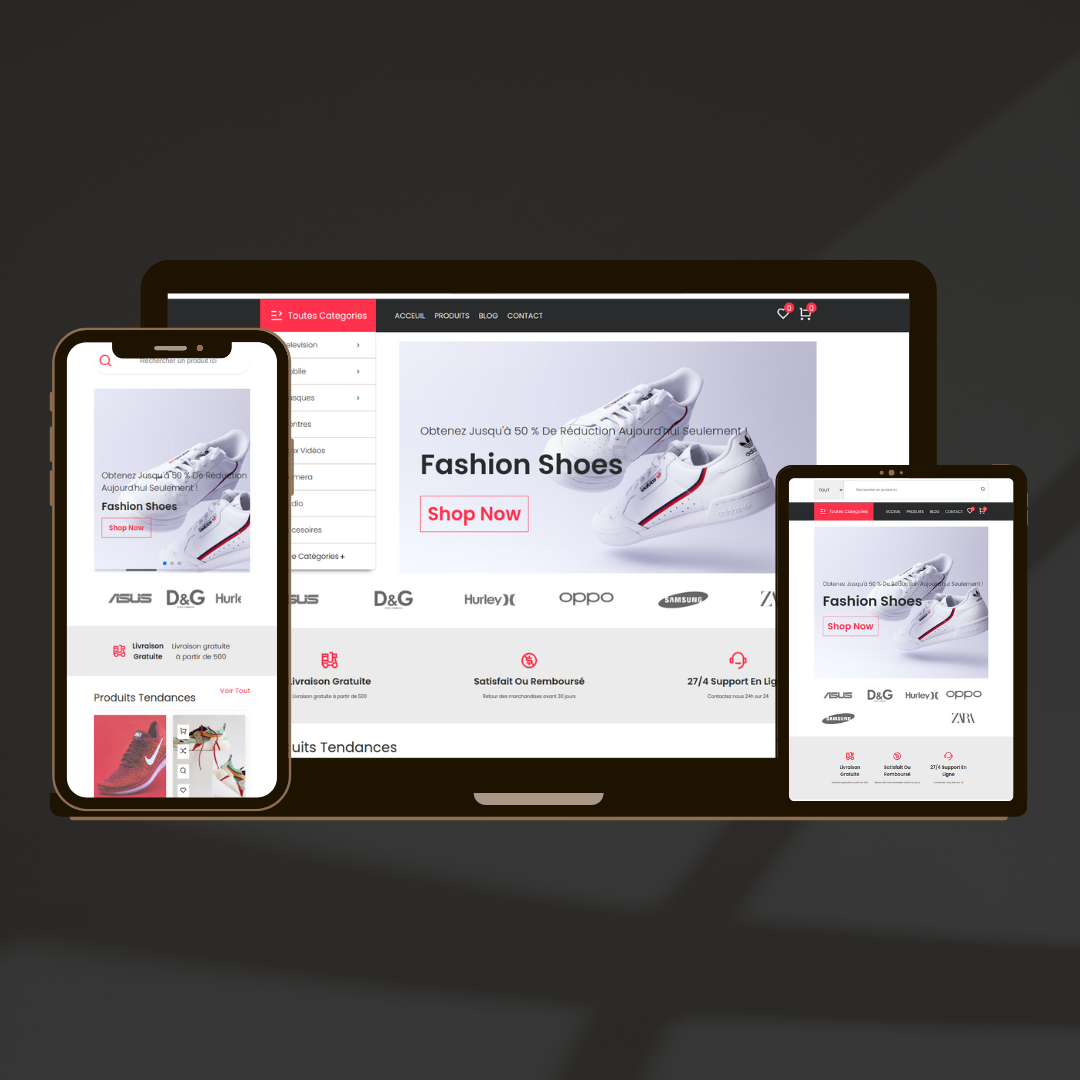 Toutes Categories
ACCEUIL PRODUITS BLOG CONTACT
0 0
elevision
obile
sques
ontres
x Vidéos
mera
dio
ccesoires
e Catégories +
Obtenez Jusqu'à 50 % De Réduction Aujourd'hui Seulement !
Fashion Shoes
Shop Now
adidas
SUS D&G Hurley oppo SAMSUNG
Livraison Gratuite
Livraison gratuite à partir de 500
Satisfait Ou Remboursé
Retour des marchandises avant 30 jours
27/4 Support En Lig
Contactez nous 24h sur 24
uits Tendances
Rechercher un produit ici
Obtenez Jusqu'à 50 % De Réduction
Aujourd'hui Seulement !
Fashion Shoes
Shop Now
ASUS D&G Hurle
Livraison
Gratuite
Livraison gratuite
à partir de 500
Produits Tendances
Voir Tout
TOUT
Rechercher un produit ici
Toutes Categories
ACCEUIL PRODUITS BLOG CONTACT
Obtenez Jusqu'à 50 % De Réduction Aujourd'hui Seulement !
Fashion Shoes
Shop Now
ASUS D&G Hurley oppo
SAMSUNG ZARA
Livraison
Gratuite
Satisfait Ou
Remboursé
27/4 Support En
Ligne